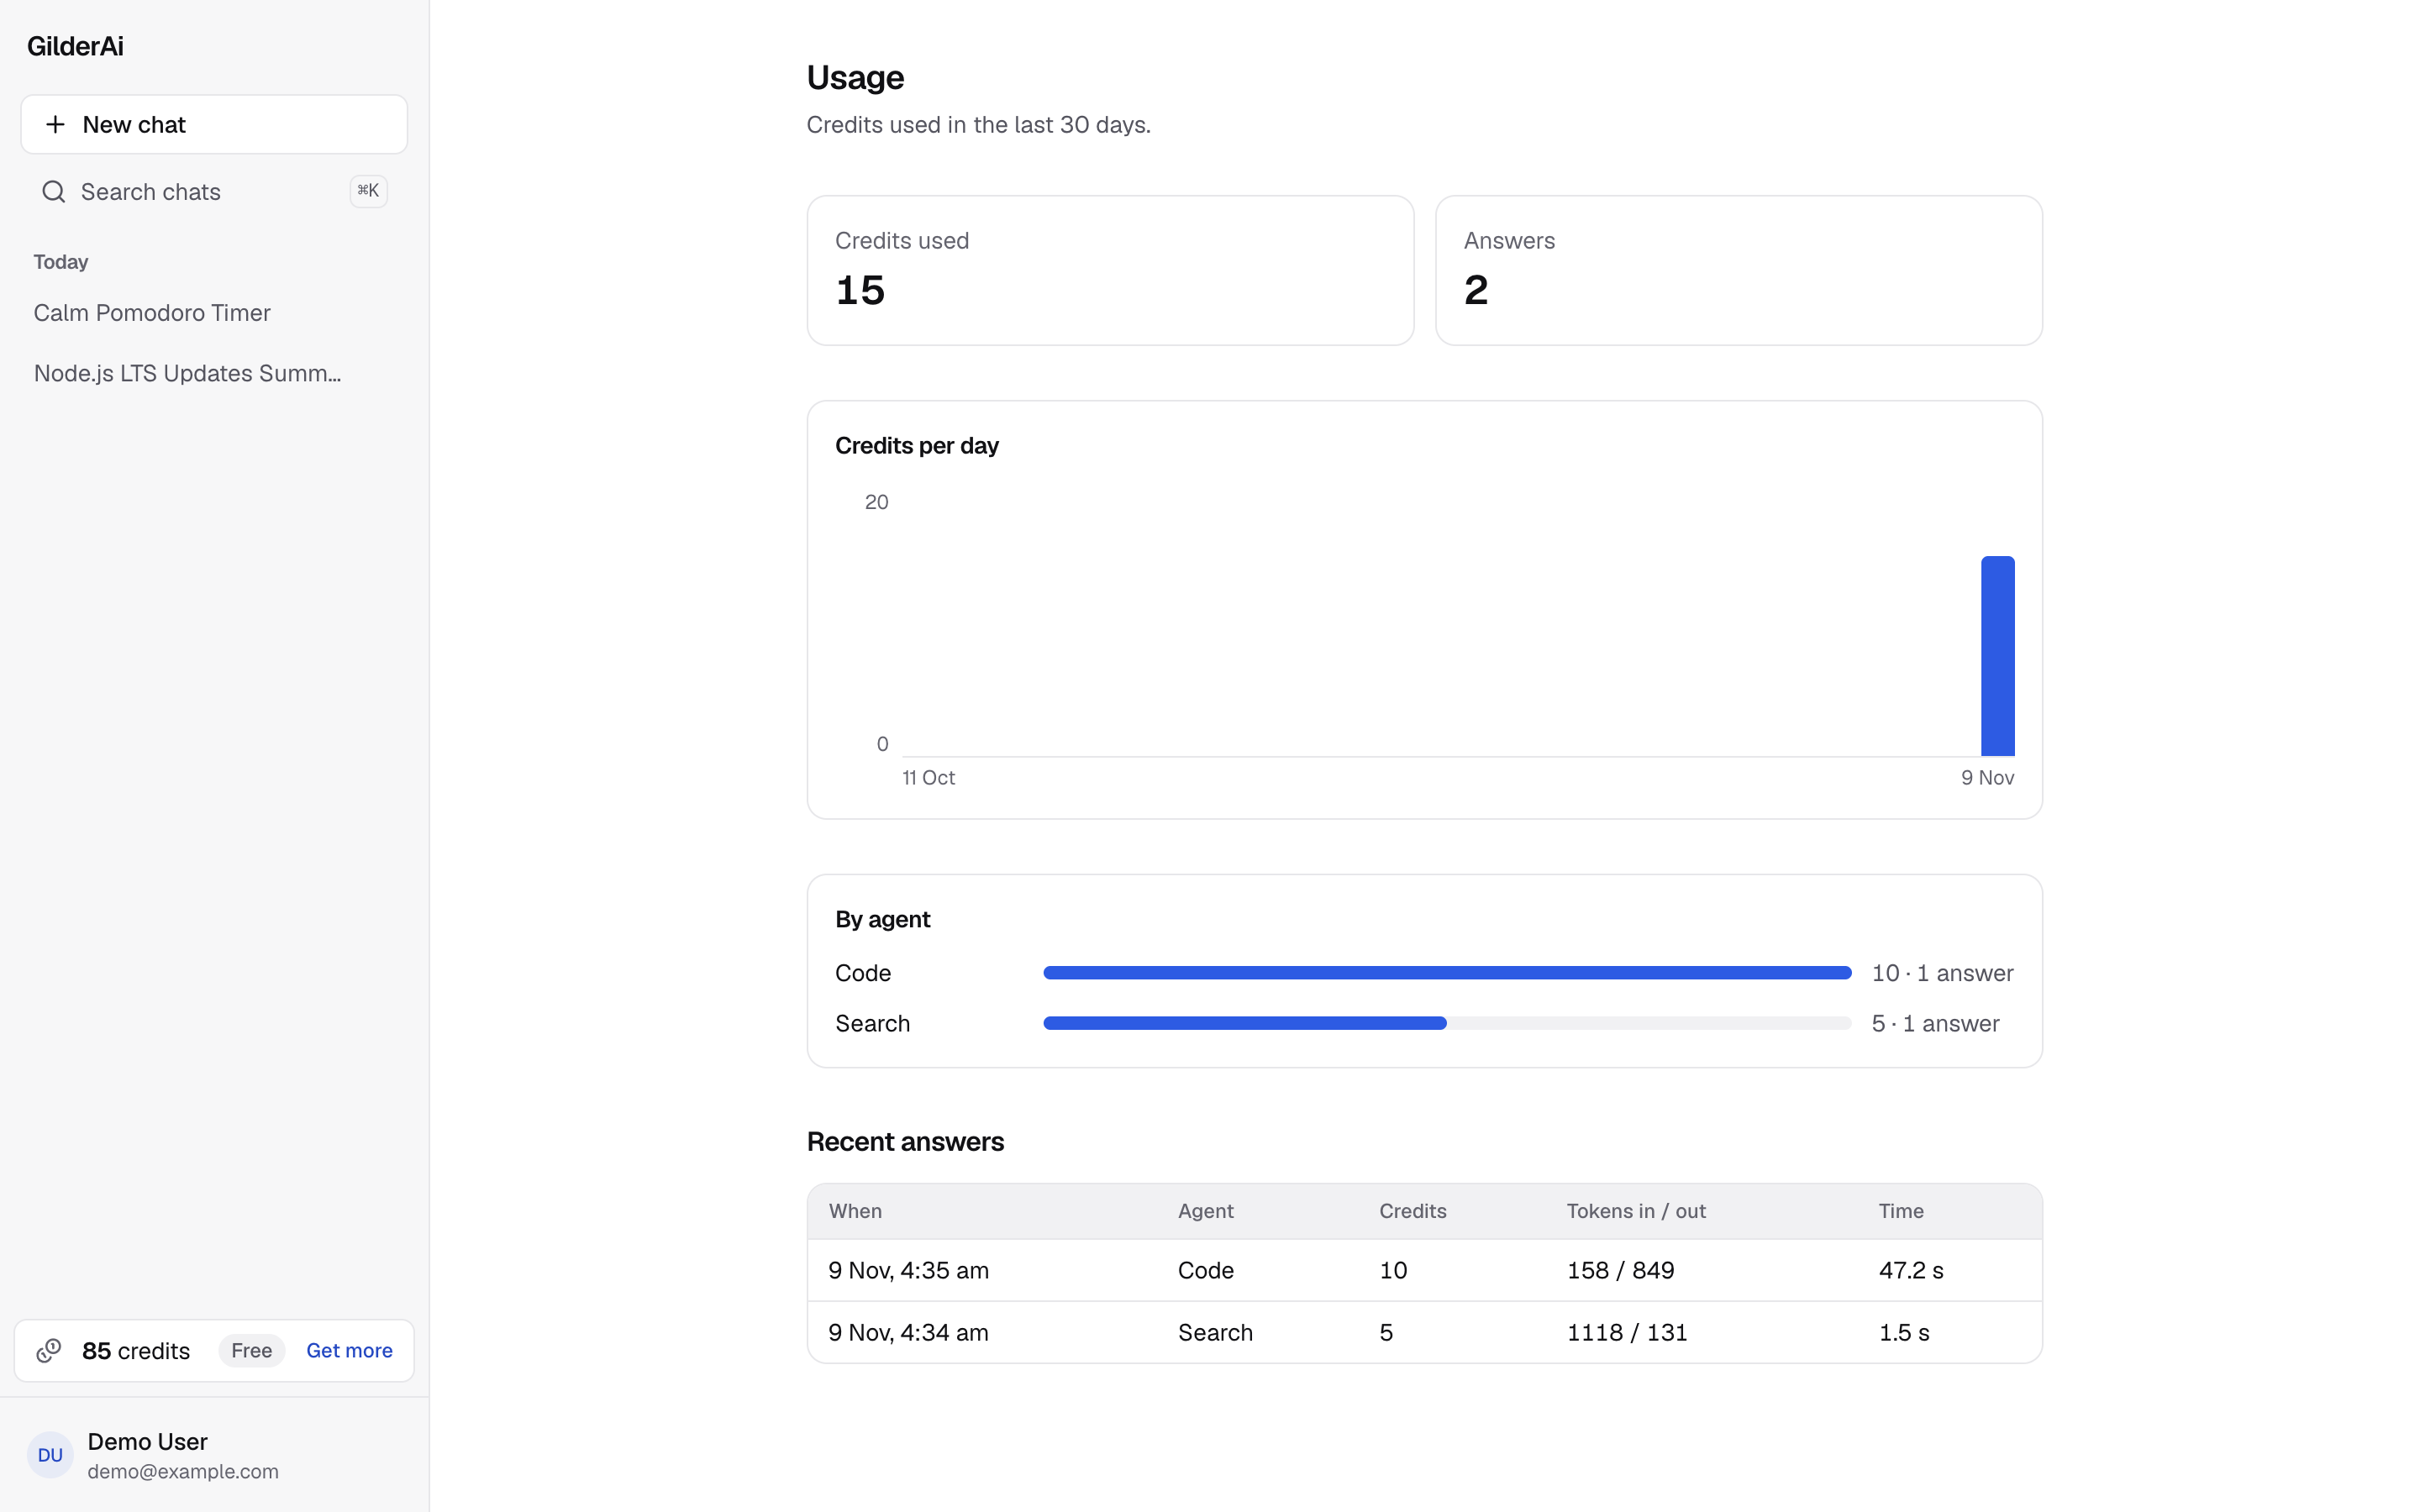 GilderAi
New chat
Search chats
⌘K
Today
Calm Pomodoro Timer
Node.js LTS Updates Summ...
85 credits
Free
Get more
DU
Demo User
demo@example.com
Usage
Credits used in the last 30 days.
Credits used
15
Answers
2
Credits per day
20
0
11 Oct
9 Nov
By agent
Code
10 · 1 answer
Search
5 · 1 answer
Recent answers
When Agent Credits Tokens in / out Time
9 Nov, 4:35 am Code 10 158 / 849 47.2 s
9 Nov, 4:34 am Search 5 1118 / 131 1.5 s